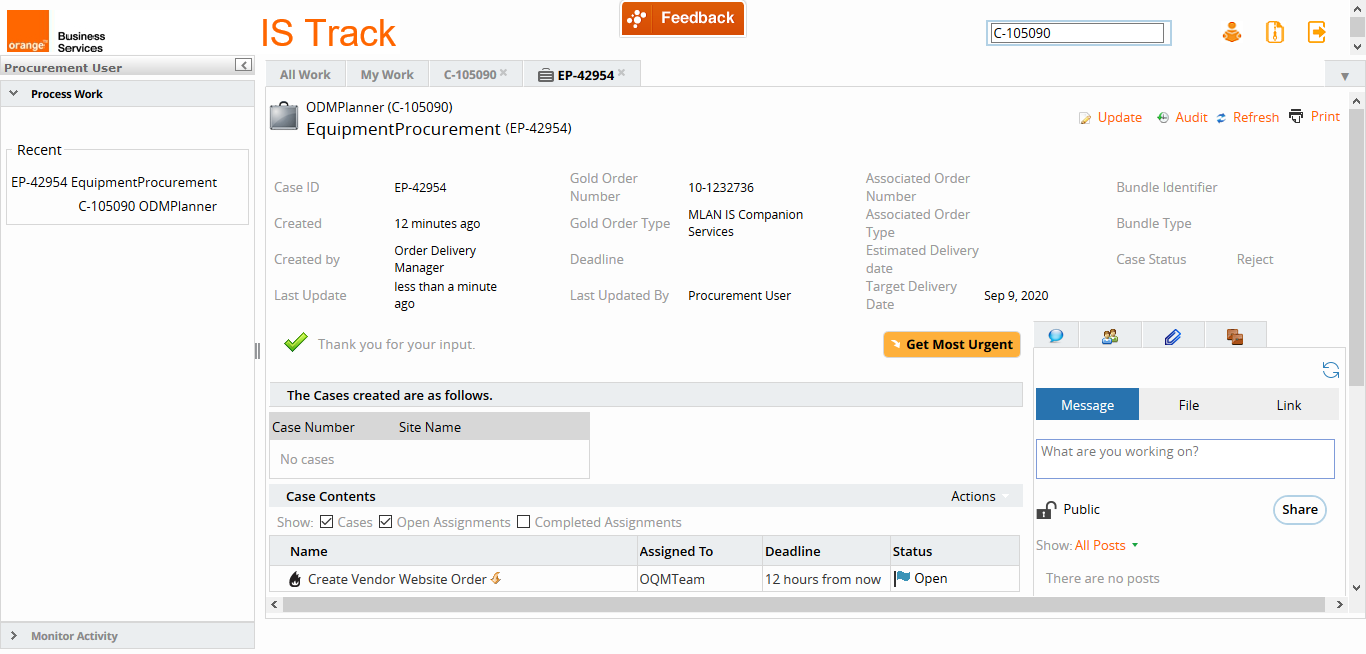 orange™
Business
Services
IS Track
Feedback
C-105090
Procurement User
Process Work
Recent
EP-42954 EquipmentProcurement
C-105090 ODMPlanner
Monitor Activity
All Work
My Work
C-105090
EP-42954
ODMPlanner (C-105090)
EquipmentProcurement (EP-42954)
Update
Audit
Refresh
Print
Case ID
EP-42954
Gold Order
Number
10-1232736
Associated Order
Number
Bundle Identifier
Created
12 minutes ago
Gold Order Type
MLAN IS Companion
Services
Associated Order
Type
Bundle Type
Created by
Order Delivery
Manager
Deadline
Estimated Delivery
date
Case Status
Reject
Last Update
less than a minute
ago
Last Updated By
Procurement User
Target Delivery
Date
Sep 9, 2020
Thank you for your input.
Get Most Urgent
The Cases created are as follows.
Case Number
Site Name
No cases
Case Contents
Actions
Show: Cases Open Assignments Completed Assignments
Name
Assigned To
Deadline
Status
Create Vendor Website Order
OQMTeam
12 hours from now
Open
Message
File
Link
What are you working on?
Public
Share
Show: All Posts
There are no posts